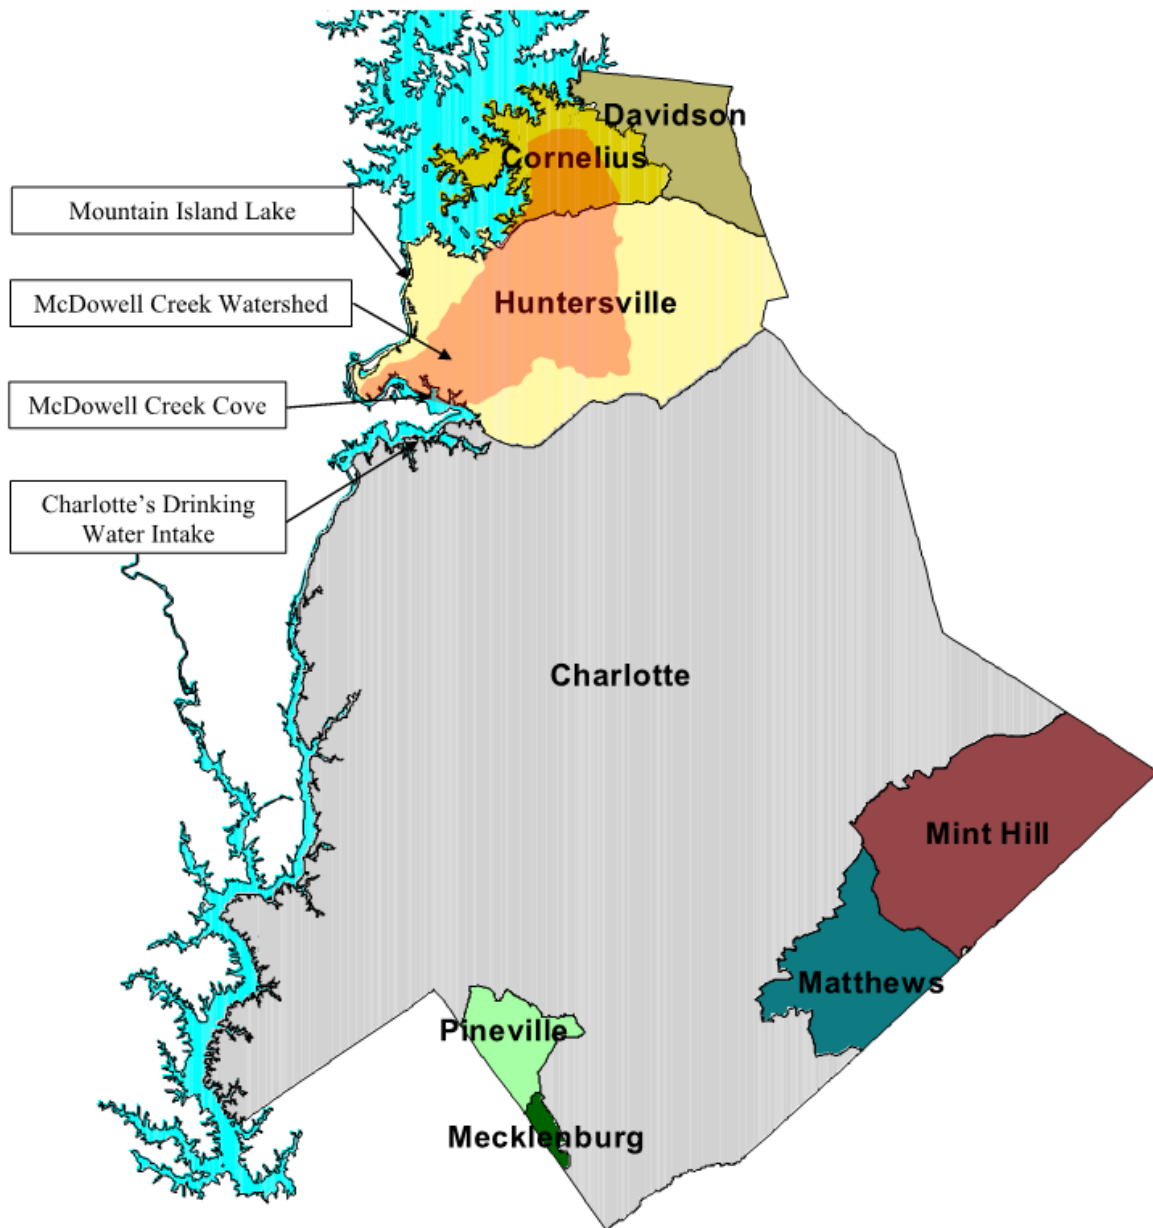 Davidson
Cornelius
Mountain Island Lake
McDowell Creek Watershed
Huntersville
McDowell Creek Cove
Charlotte's Drinking
Water Intake
Charlotte
Mint Hill
Matthews
Pineville
Mecklenburg